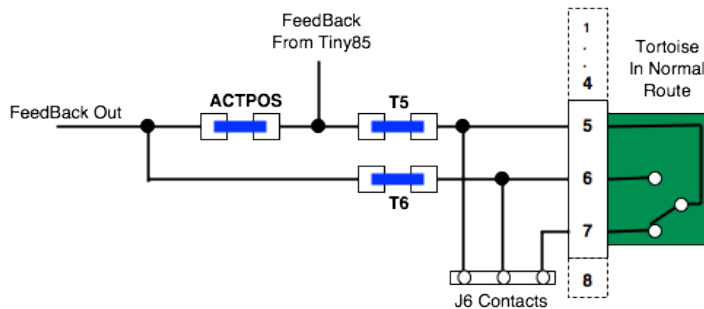 FeedBack
From Tiny85
1
.
.
4
Tortoise
In Normal
Route
ACTPOS
T5
FeedBack Out
5
6
T6
7
8
J6 Contacts